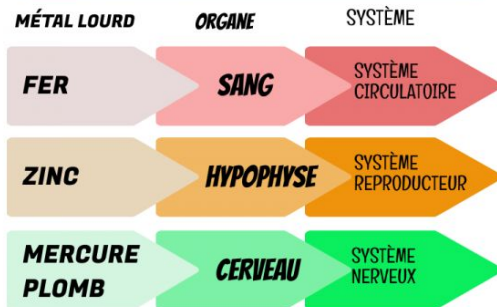 MÉTAL LOURD ORGANE SYSTÈME
FER SANG SYSTÈME
CIRCULATOIRE
ZINC HYPOPHYSE SYSTÈME
REPRODUCTEUR
MERCURE
PLOMB CERVEAU SYSTÈME
NERVEUX